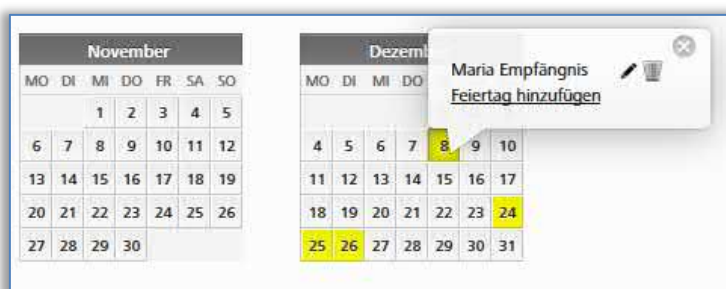 November
MO DI MI DO FR SA SO
1 2 3 4 5
6 7 8 9 10 11 12
13 14 15 16 17 18 19
20 21 22 23 24 25 26
27 28 29 30
MO DI MI DO
4 5 6 7 8 9 10
11 12 13 14 15 16 17
18 19 20 21 22 23 24
25 26 27 28 29 30 31
Maria Empfängnis
Feiertag hinzufügen